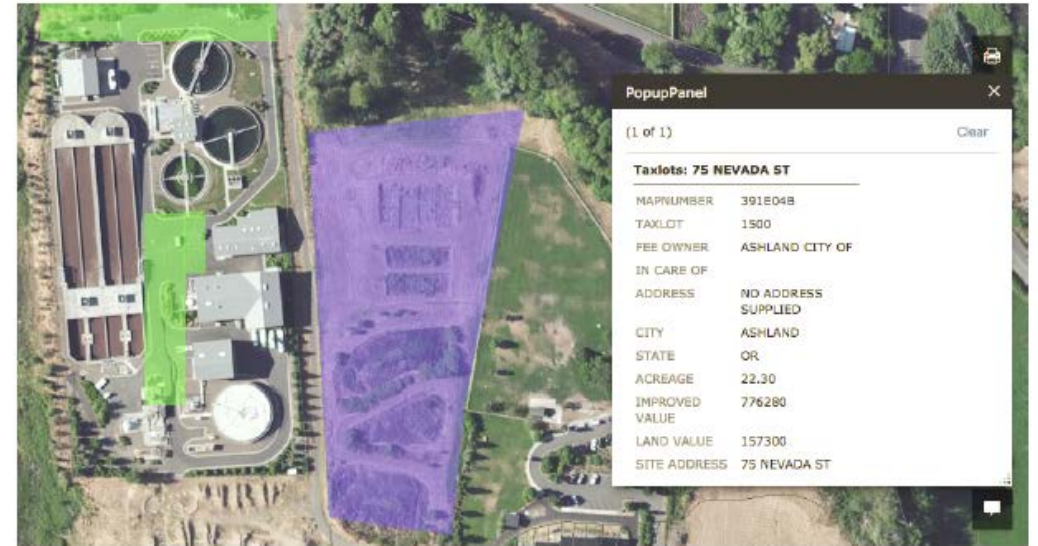 PopupPanel
(1 of 1) Clear
Taxlots: 75 NEVADA ST
MAPNUMBER 391E04B
TAXLOT 1500
FEE OWNER ASHLAND CITY OF
IN CARE OF
ADDRESS NO ADDRESS
SUPPLIED
CITY ASHLAND
STATE OR
ACREAGE 22.30
IMPROVED 776280
VALUE
LAND VALUE 157300
SITE ADDRESS 75 NEVADA ST